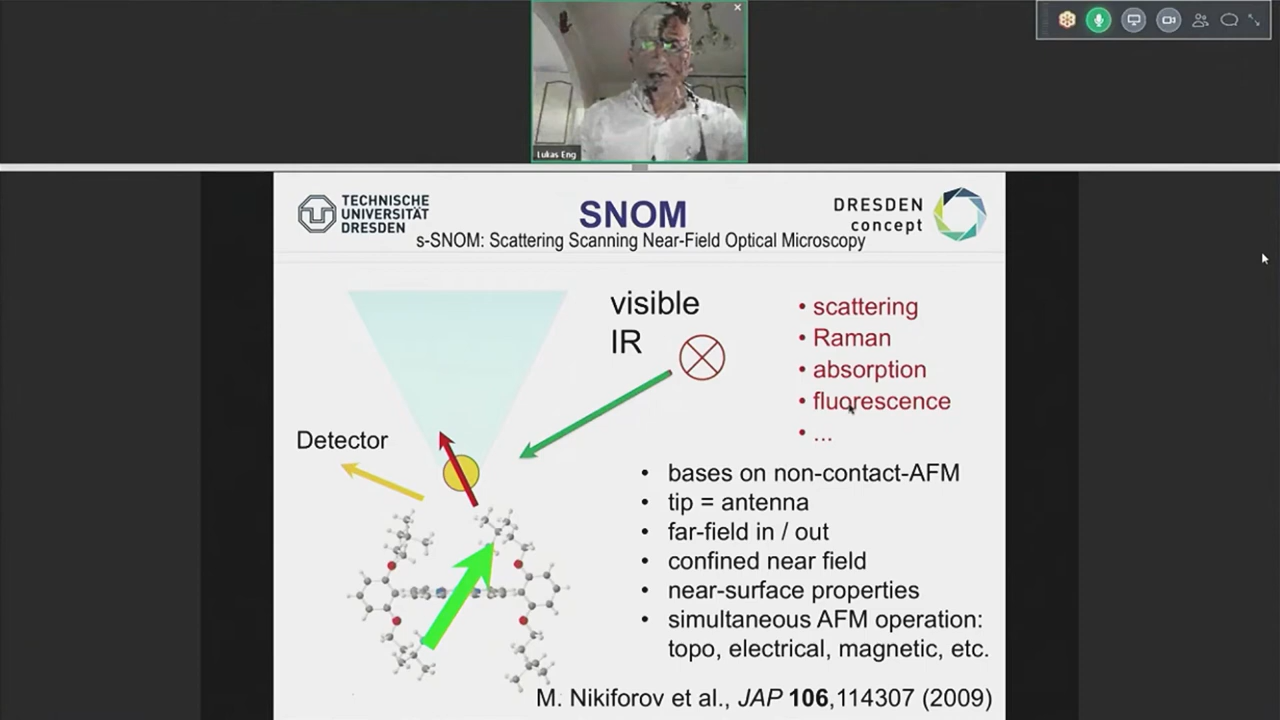 Lukas Eng
TECHNISCHE
UNIVERSITÄT
DRESDEN
SNOM
s-SNOM: Scattering Scanning Near-Field Optical Microscopy
DRESDEN
concept
visible
IR
• scattering
• Raman
• absorption
• fluorescence
• ...
Detector
• bases on non-contact-AFM
• tip = antenna
• far-field in / out
• confined near field
• near-surface properties
• simultaneous AFM operation:
topo, electrical, magnetic, etc.
M. Nikiforov et al., JAP 106,114307 (2009)